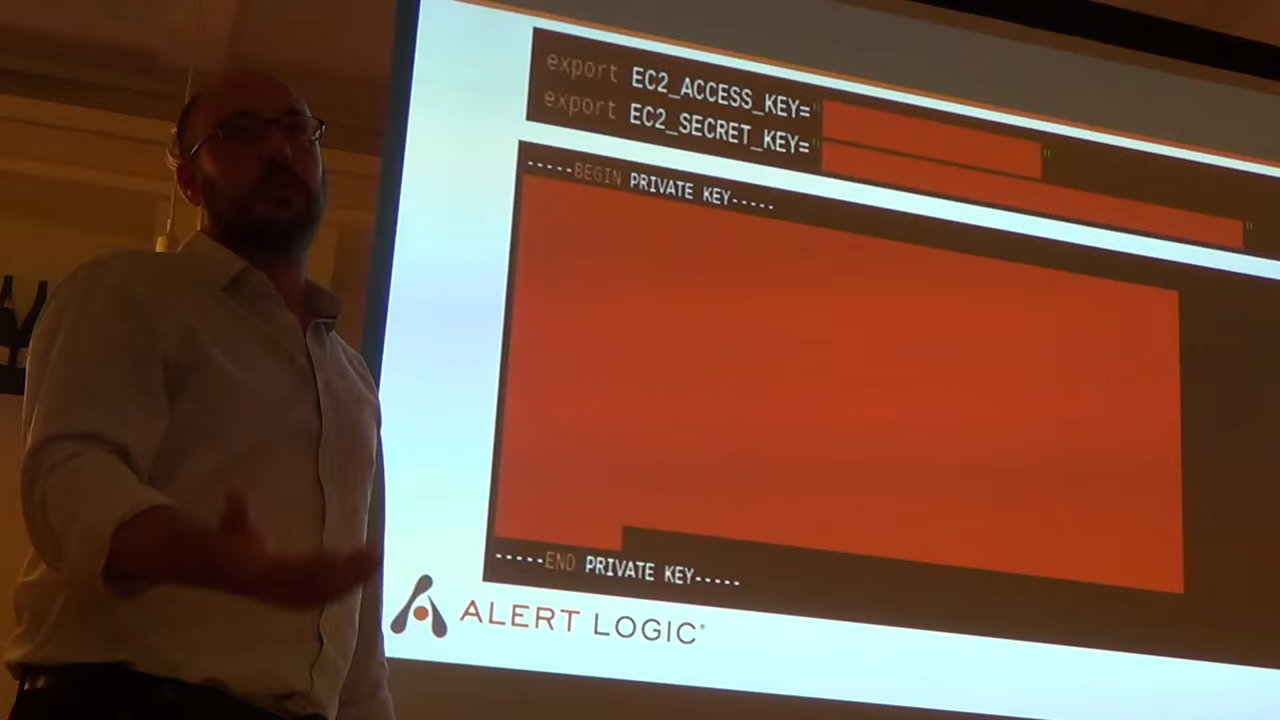 export EC2_ACCESS_KEY=" "
export EC2_SECRET_KEY=" "
-----BEGIN PRIVATE KEY-----
-----END PRIVATE KEY-----
ALERT LOGIC®